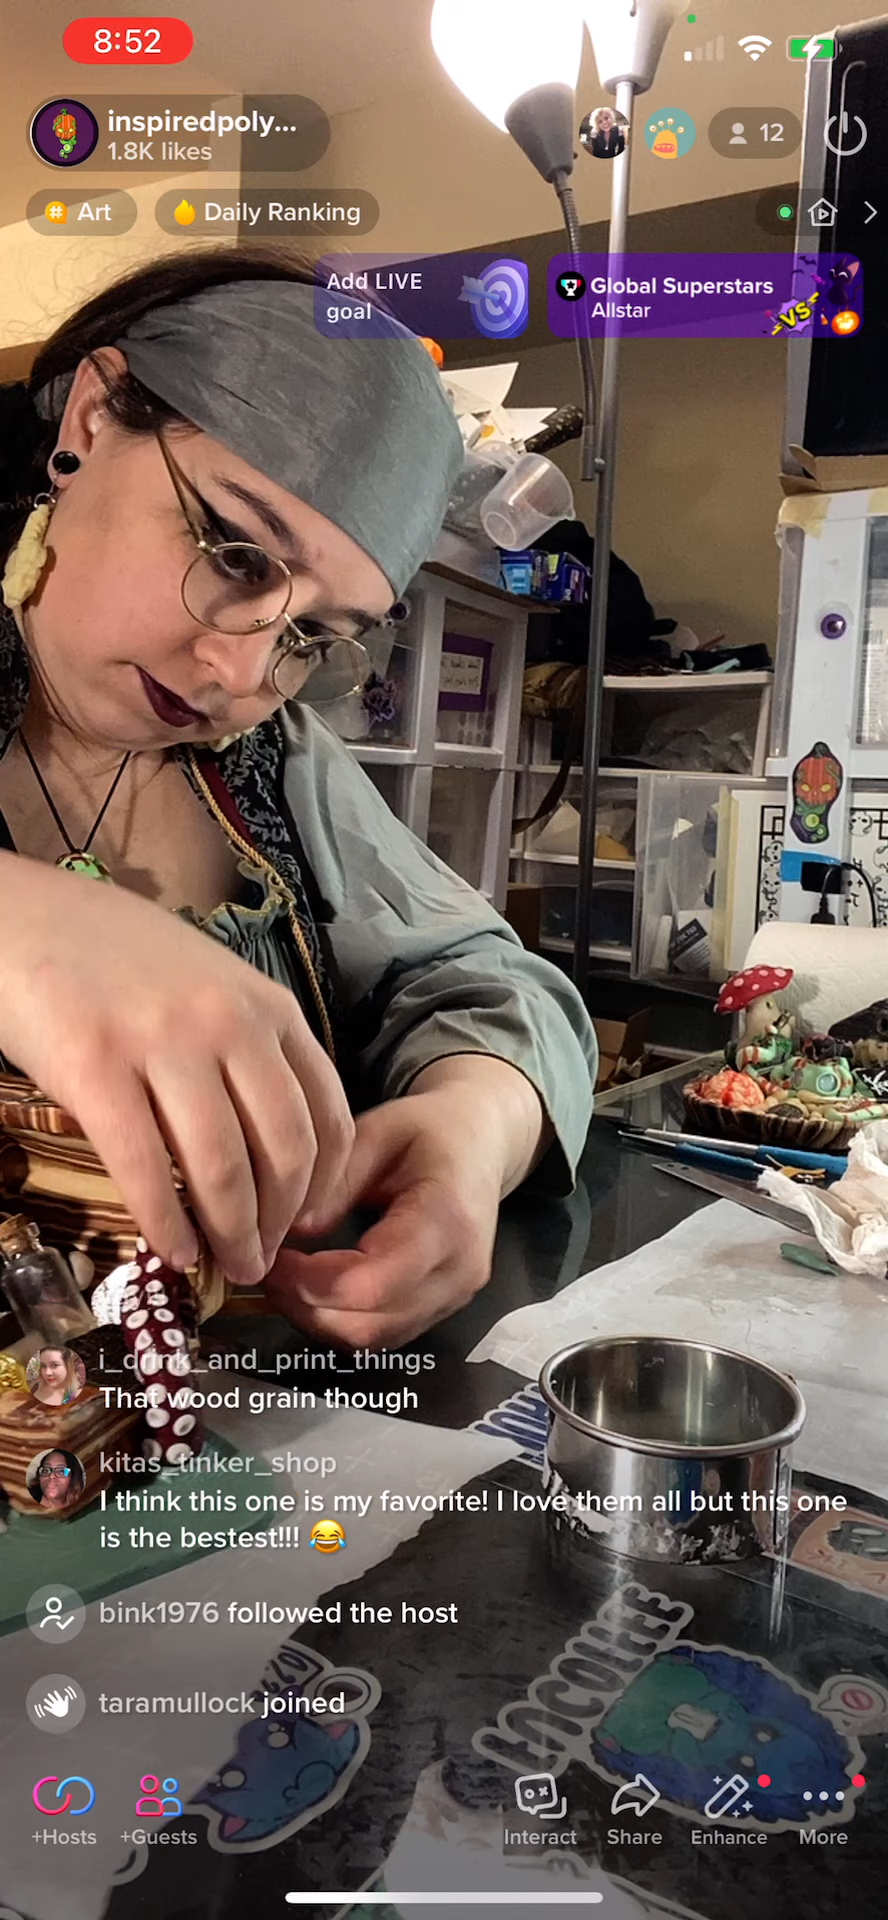 8:52
inspiredpoly...
1.8K likes
12
Art
Daily Ranking
Add LIVE
goal
Global Superstars
Allstar
VS
i_drink_and_print_things
That wood grain though
kitas_tinker_shop
I think this one is my favorite! I love them all but this one
is the bestest!!! 😂
bink1976 followed the host
taramullock joined
+Hosts
+Guests
Interact
Share
Enhance
More